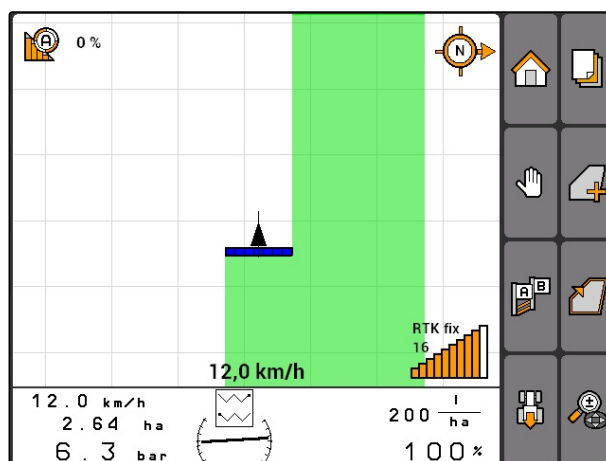 A 0 %
N
A B
RTK fix
16
12,0 km/h
12.0 km/h
2.64 ha
6.3 bar
200 l/ha
100%